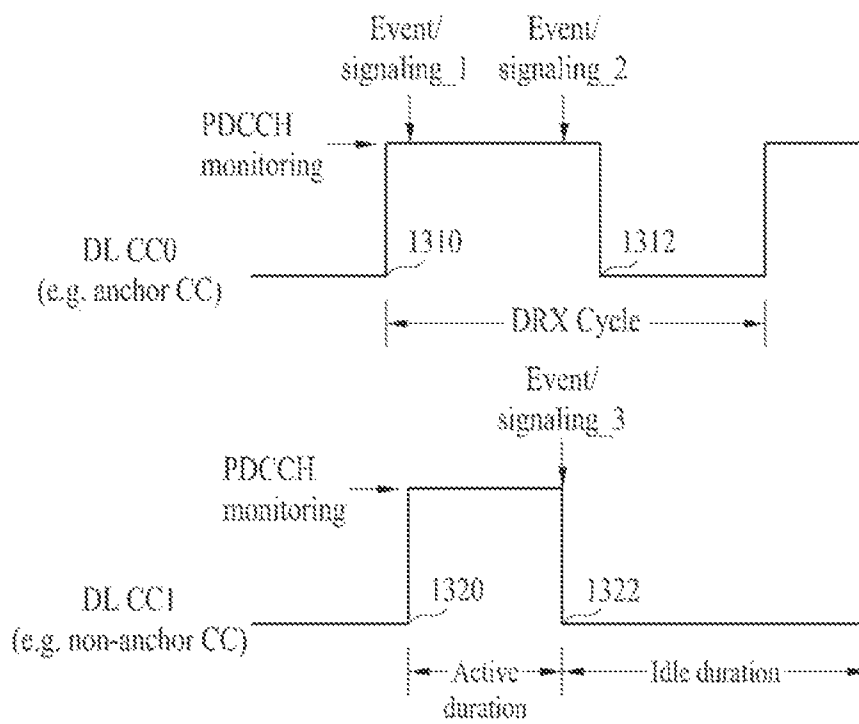 Event/
signaling_1
Event/
signaling_2
PDCCH
monitoring
1310
1312
DL CC0
(e.g. anchor CC)
DRX Cycle
Event/
signaling_3
PDCCH
monitoring
1320
1322
DL CC1
(e.g. non-anchor CC)
Active
duration
Idle duration